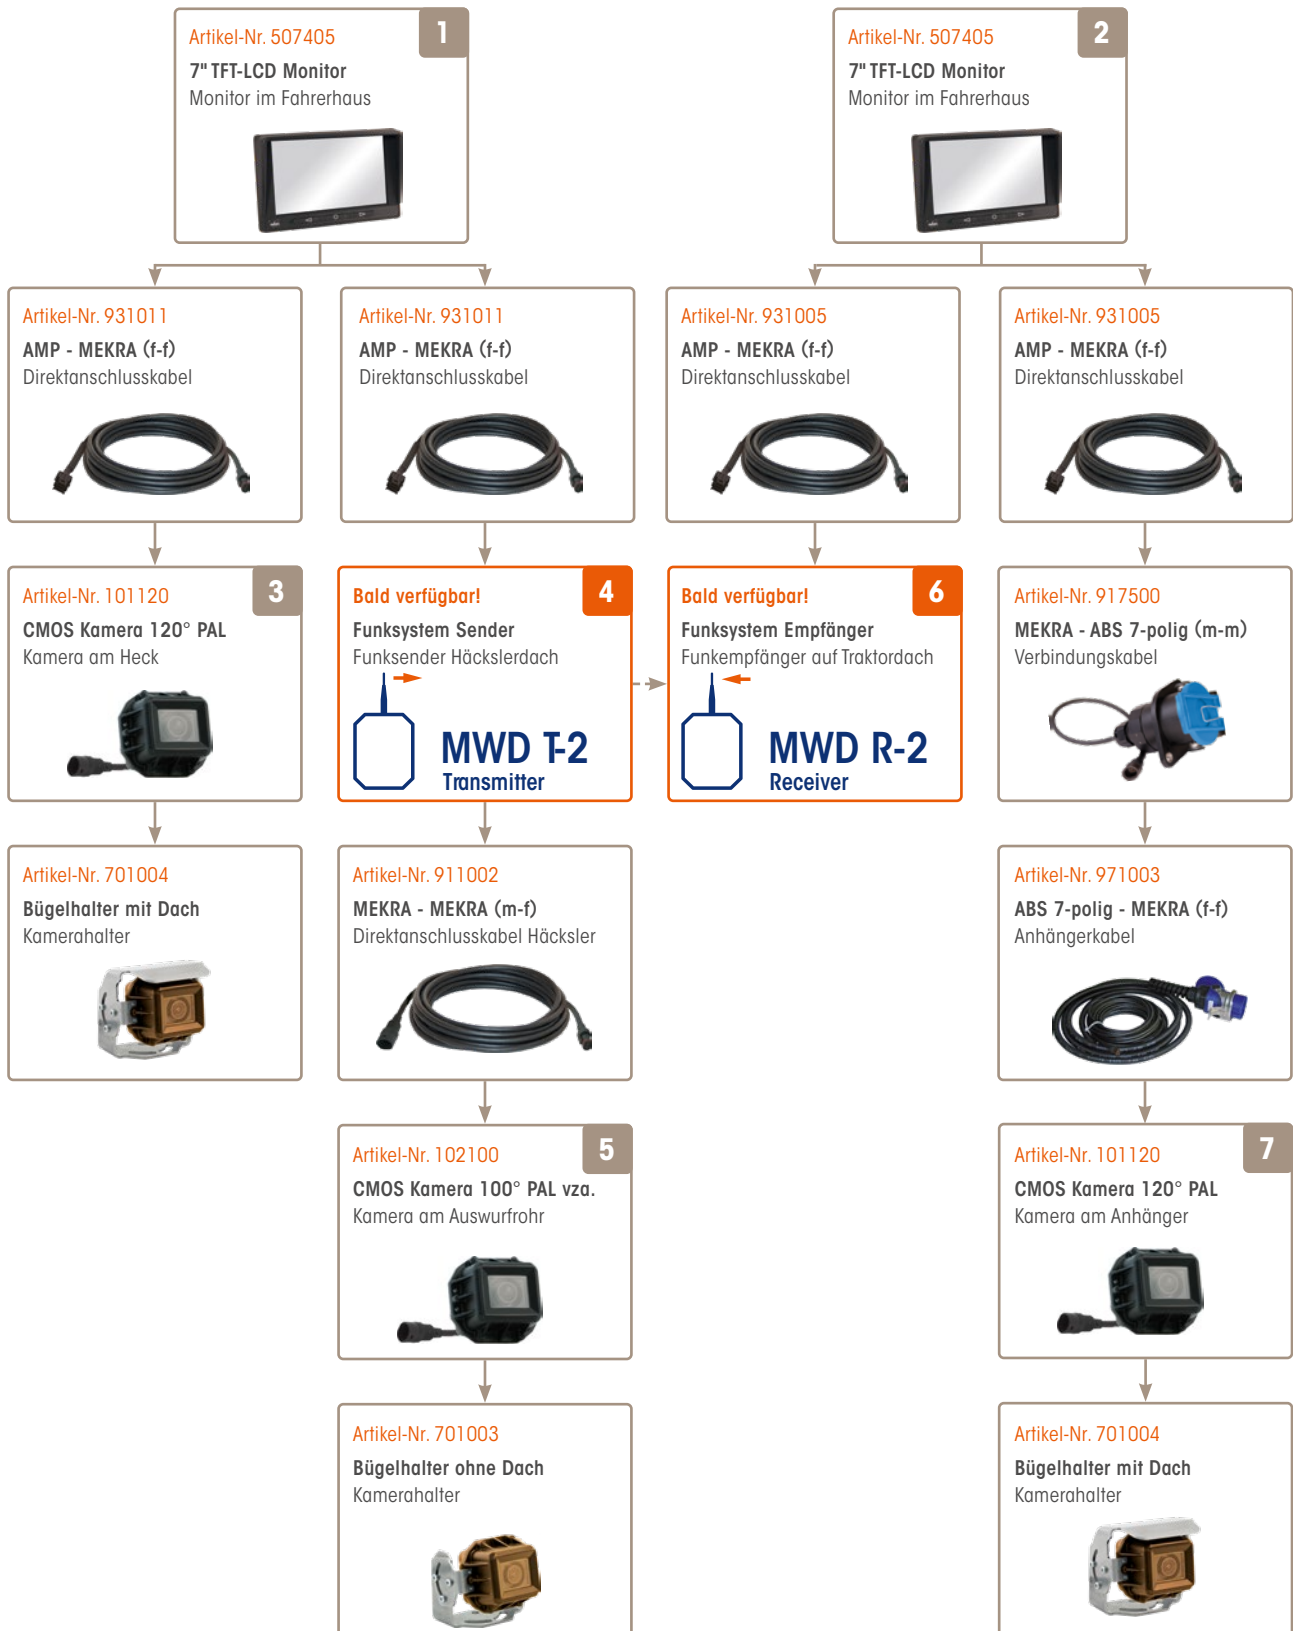 Artikel-Nr. 507405
1
7" TFT-LCD Monitor
Monitor im Fahrerhaus
Artikel-Nr. 507405
2
7" TFT-LCD Monitor
Monitor im Fahrerhaus
Artikel-Nr. 931011
AMP - MEKRA (f-f)
Direktanschlusskabel
Artikel-Nr. 931011
AMP - MEKRA (f-f)
Direktanschlusskabel
Artikel-Nr. 931005
AMP - MEKRA (f-f)
Direktanschlusskabel
Artikel-Nr. 931005
AMP - MEKRA (f-f)
Direktanschlusskabel
Artikel-Nr. 101120
3
CMOS Kamera 120° PAL
Kamera am Heck
Bald verfügbar!
4
Funksystem Sender
Funksender Häckslerdach
MWD T-2
Transmitter
Bald verfügbar!
6
Funksystem Empfänger
Funkempfänger auf Traktordach
MWD R-2
Receiver
Artikel-Nr. 917500
MEKRA - ABS 7-polig (m-m)
Verbindungskabel
Artikel-Nr. 701004
Bügelhalter mit Dach
Kamerahalter
Artikel-Nr. 911002
MEKRA - MEKRA (m-f)
Direktanschlusskabel Häcksler
Artikel-Nr. 971003
ABS 7-polig - MEKRA (f-f)
Anhängerkabel
Artikel-Nr. 102100
5
CMOS Kamera 100° PAL vza.
Kamera am Auswurfrohr
Artikel-Nr. 101120
7
CMOS Kamera 120° PAL
Kamera am Anhänger
Artikel-Nr. 701003
Bügelhalter ohne Dach
Kamerahalter
Artikel-Nr. 701004
Bügelhalter mit Dach
Kamerahalter